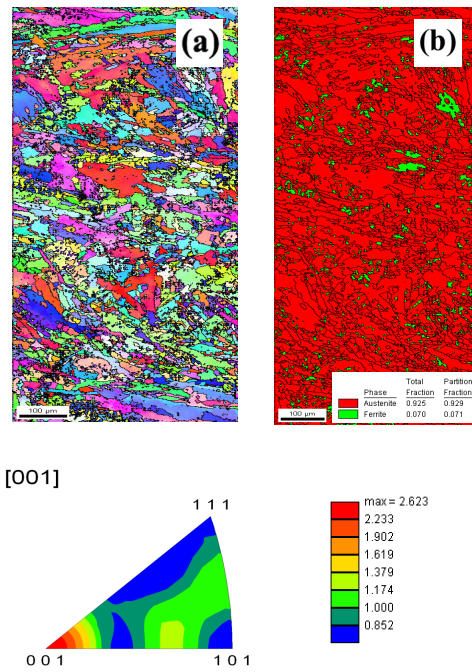 (a)
(b)
100 µm
100 µm
Total Partition
Phase Fraction Fraction
Austenite 0.925 0.929
Ferrite 0.070 0.071
[001]
1 1 1
0 0 1
1 0 1
max = 2.623
2.233
1.902
1.619
1.379
1.174
1.000
0.852